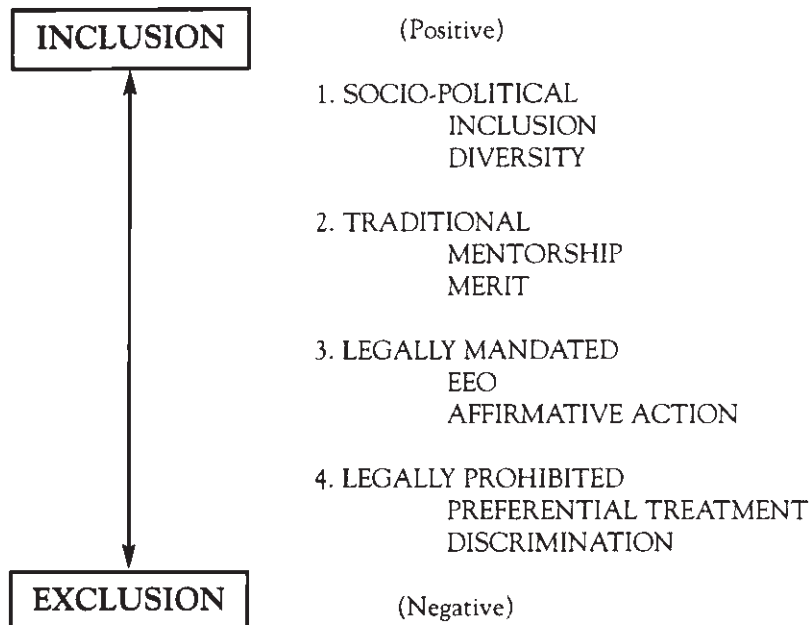 INCLUSION
(Positive)
1. SOCIO-POLITICAL
INCLUSION
DIVERSITY
2. TRADITIONAL
MENTORSHIP
MERIT
3. LEGALLY MANDATED
EEO
AFFIRMATIVE ACTION
4. LEGALLY PROHIBITED
PREFERENTIAL TREATMENT
DISCRIMINATION
EXCLUSION
(Negative)